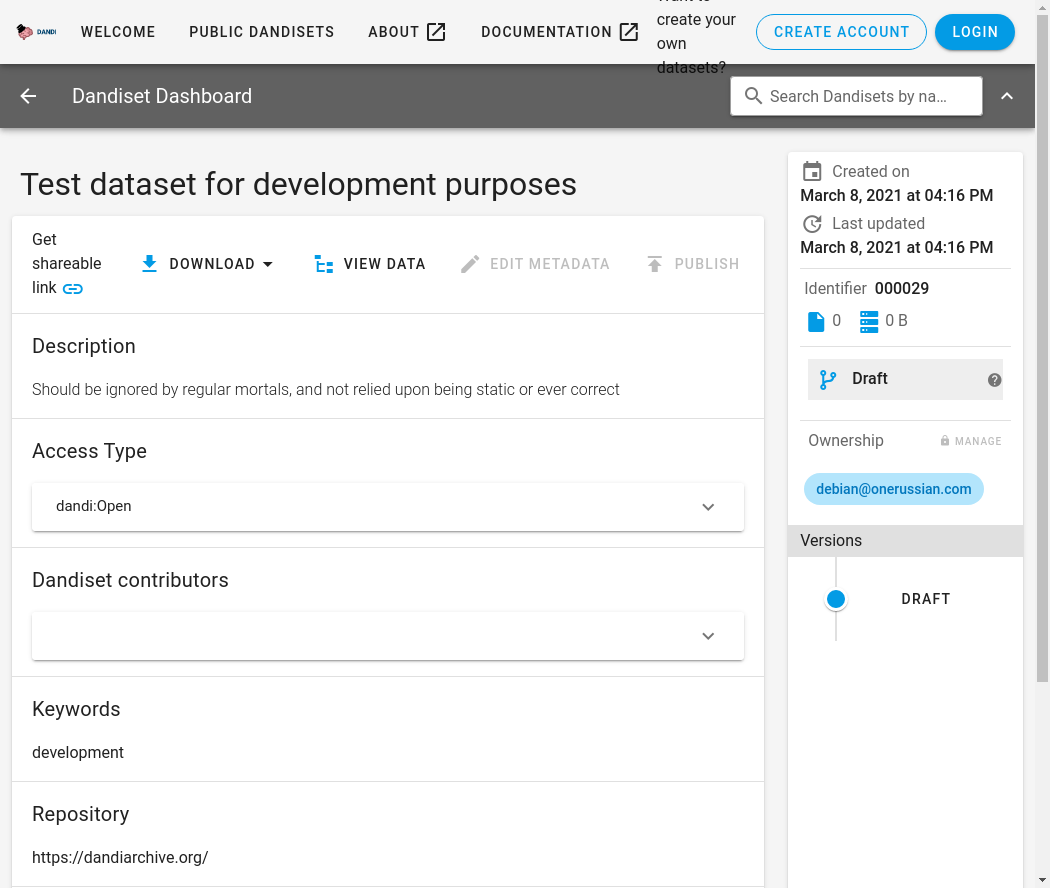 DANDI
WELCOME
PUBLIC DANDISETS
ABOUT
DOCUMENTATION
create your
own
datasets?
CREATE ACCOUNT
LOGIN
Dandiset Dashboard
Search Dandisets by na...
Test dataset for development purposes
Get
shareable
link
DOWNLOAD
VIEW DATA
EDIT METADATA
PUBLISH
Description
Should be ignored by regular mortals, and not relied upon being static or ever correct
Access Type
dandi:Open
Dandiset contributors
Keywords
development
Repository
https://dandiarchive.org/
Created on
March 8, 2021 at 04:16 PM
Last updated
March 8, 2021 at 04:16 PM
Identifier 000029
0
0 B
Draft
Ownership
MANAGE
debian@onerussian.com
Versions
DRAFT